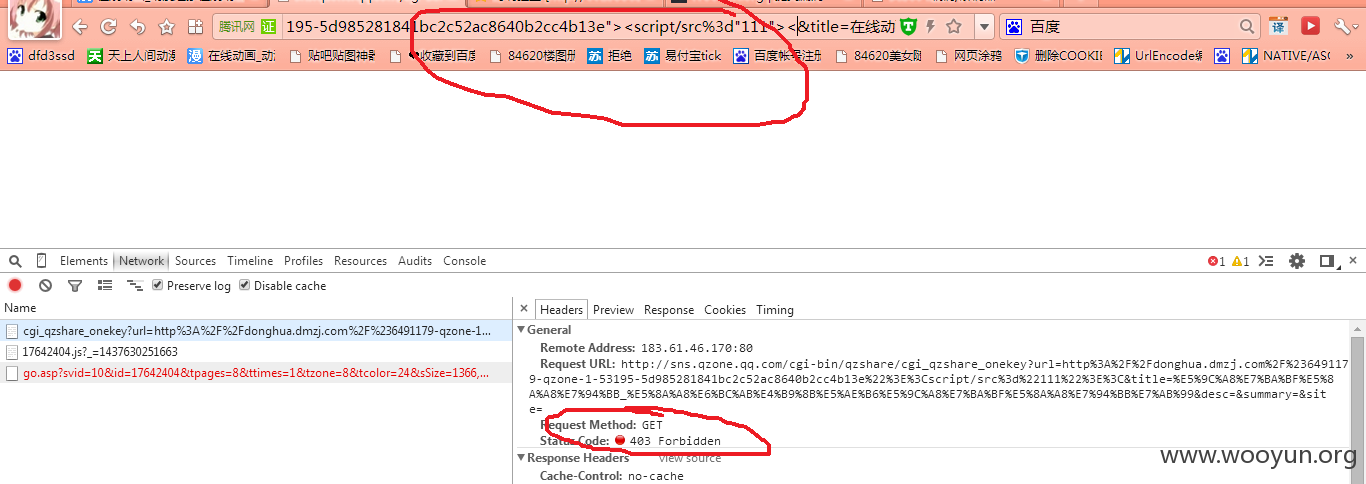 腾讯网 证 195-5d985281841bc2c52ac8640b2cc4b13e"><script/src%3d"111"><&title=在线动 百度 译
dfd3ssd 天上人间动漫 在线动画_动 贴吧贴图神器 收藏到百度 84620楼图册 拒绝 易付宝tick 百度帐号注册 84620美女网 网页涂鸦 删除COOKIE UrlEncode编 NATIVE/ASC »
Elements Network Sources Timeline Profiles Resources Audits Console 1 1
Preserve log Disable cache
Name × Headers Preview Response Cookies Timing
cgi_qzshare_onekey?url=http%3A%2F%2Fdonghua.dmzj.com%2F%236491179-qzone-1...
17642404.js?_=1437630251663
go.asp?svid=10&id=17642404&tpages=8&ttimes=1&tzone=8&tcolor=24&sSize=1366,...
General
Remote Address: 183.61.46.170:80
Request URL: http://sns.qzone.qq.com/cgi-bin/qzshare/cgi_qzshare_onekey?url=http%3A%2F%2Fdonghua.dmzj.com%2F%23649117
9-qzone-1-53195-5d985281841bc2c52ac8640b2cc4b13e%22%3E%3Cscript/src%3d%22111%22%3E%3C&title=%E5%9C%A8%E7%BA%BF%E5%8
A%A8%E7%94%BB_%E5%8A%A8%E6%BC%AB%E4%B9%8B%E5%AE%B6%E5%9C%A8%E7%BA%BF%E5%8A%A8%E7%94%BB%E7%AB%99&desc=&summary=&si
te=
Request Method: GET
Status Code: 403 Forbidden
Response Headers view source
Cache-Control: no-cache
www.wooyun.org